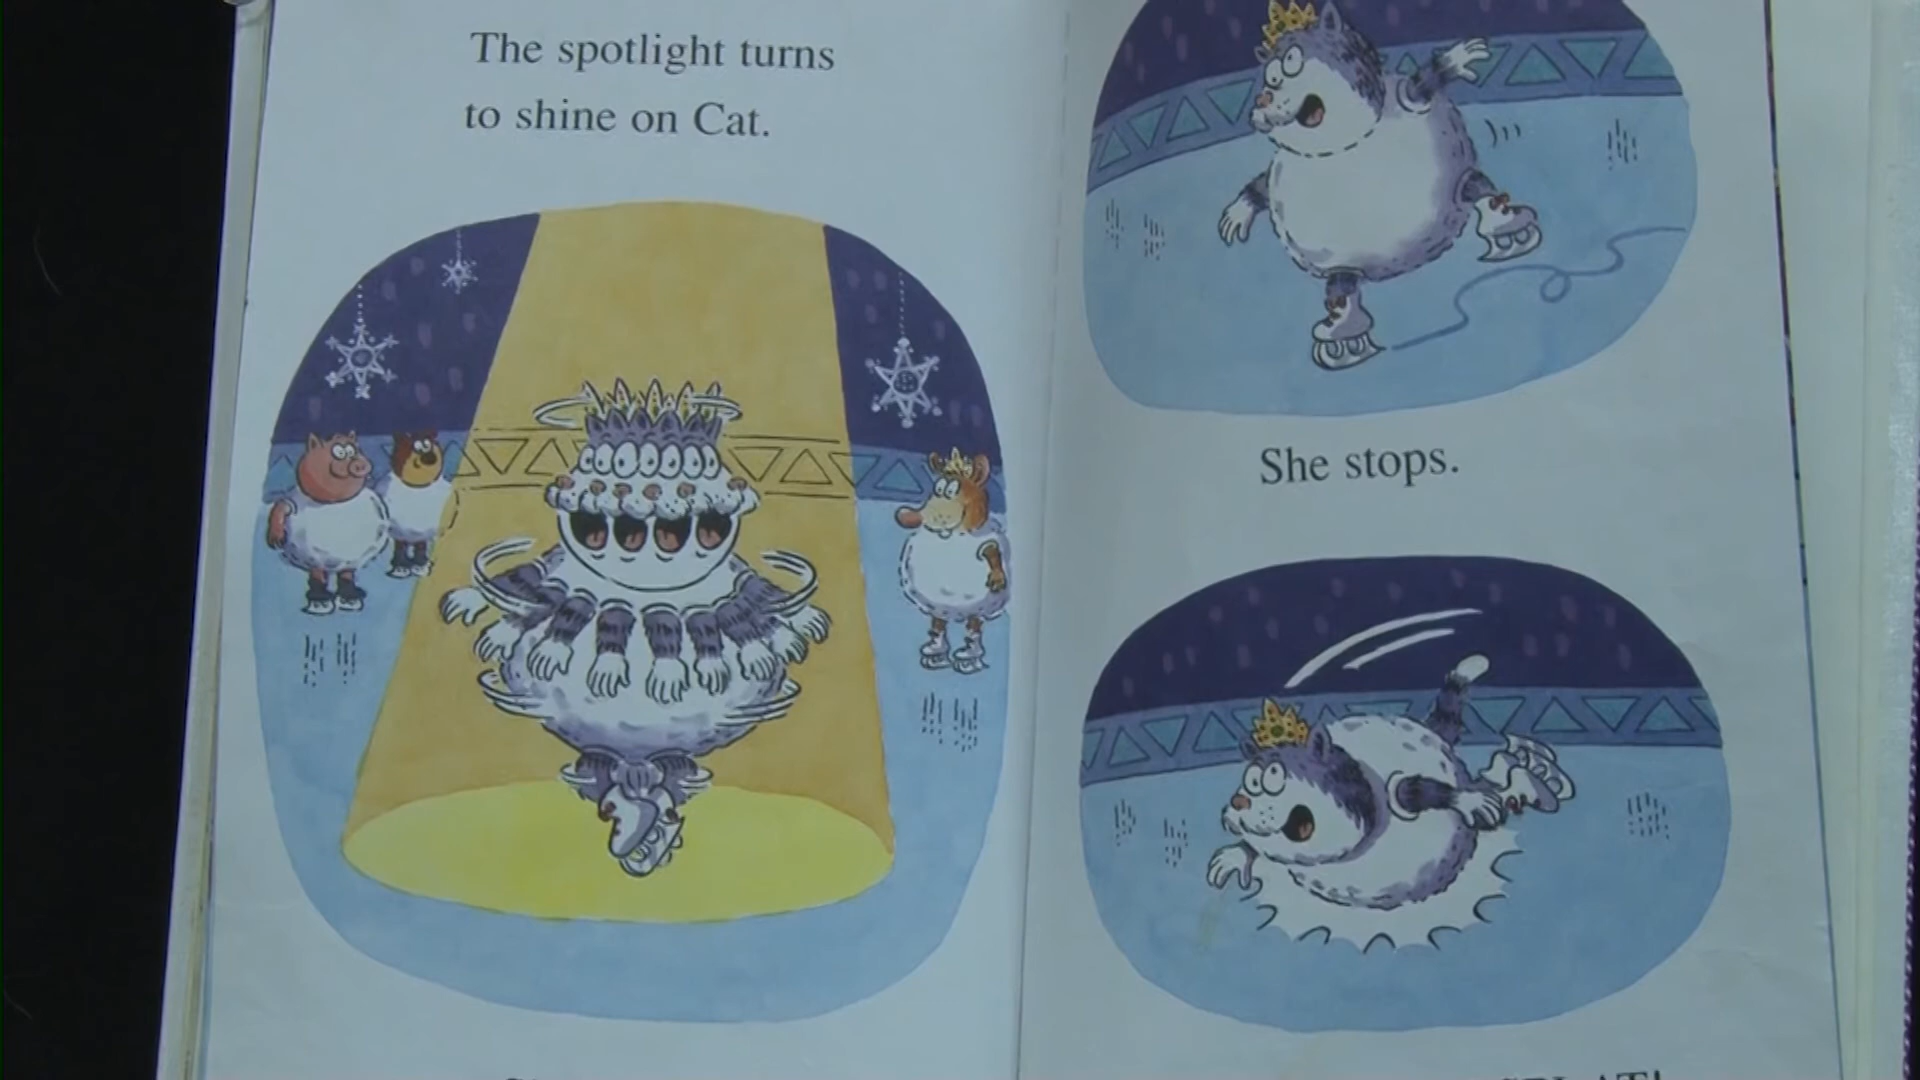 The spotlight turns
to shine on Cat.
She stops.